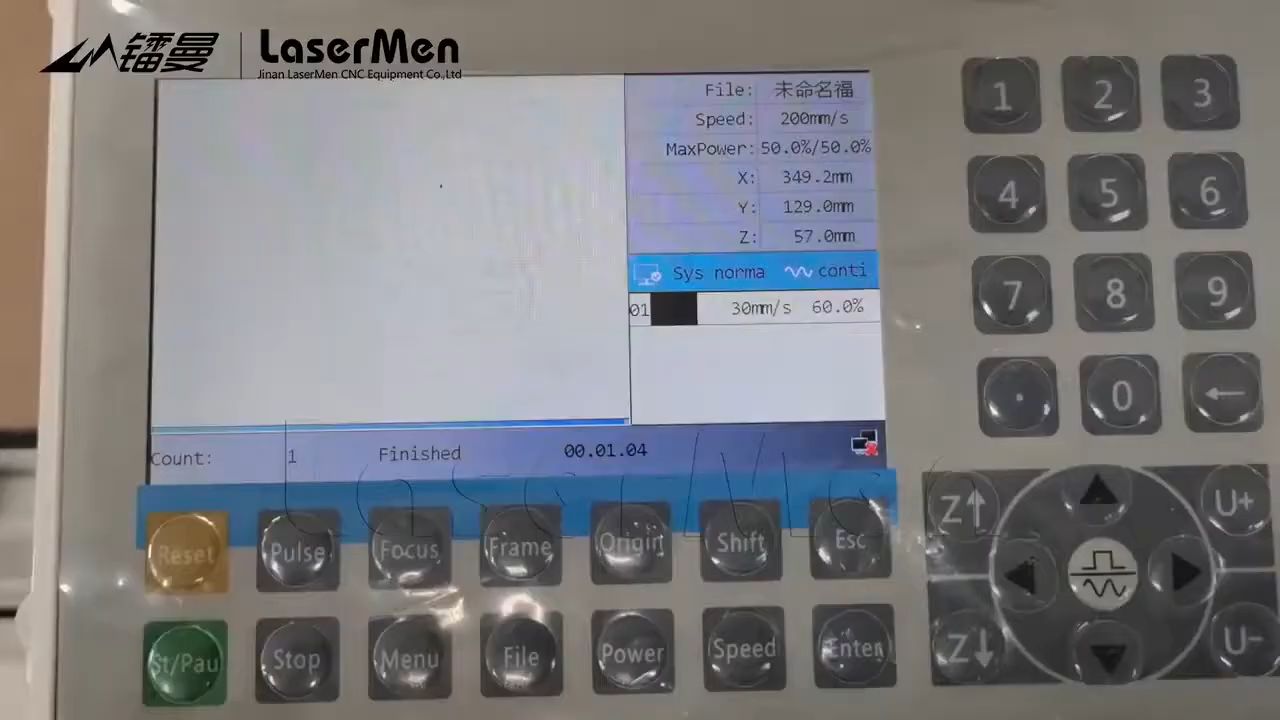 镭曼
LaserMen
Jinan LaserMen CNC Equipment Co.,Ltd
File: 未命名福
Speed: 200mm/s
MaxPower: 50.0%/50.0%
X: 349.2mm
Y: 129.0mm
Z: 57.0mm
Sys norma conti
01 30mm/s 60.0%
Count: 1 Finished 00.01.04
1 2 3
4 5 6
7 8 9
. 0 ←
Reset Pulse Focus Frame Origin Shift Esc
St/Pau Stop Menu File Power Speed Enter
Z↑ U+
Z↓ U-